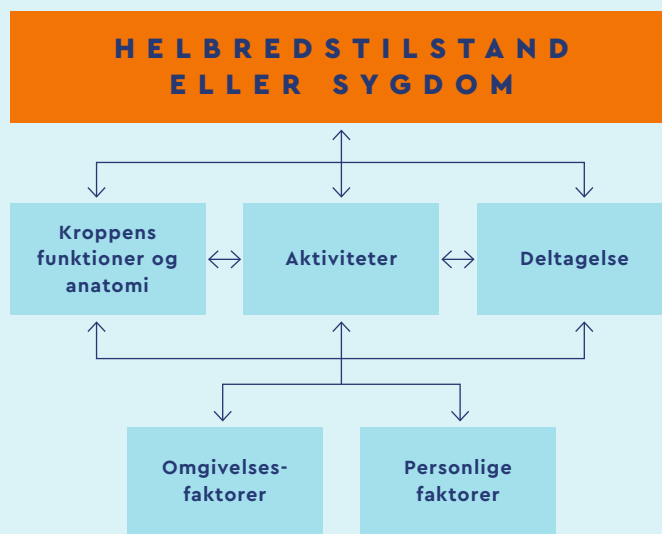 HELBREDSTILSTAND
ELLER SYGDOM
Kroppens
funktioner og
anatomi
Aktiviteter
Deltagelse
Omgivelses-
faktorer
Personlige
faktorer